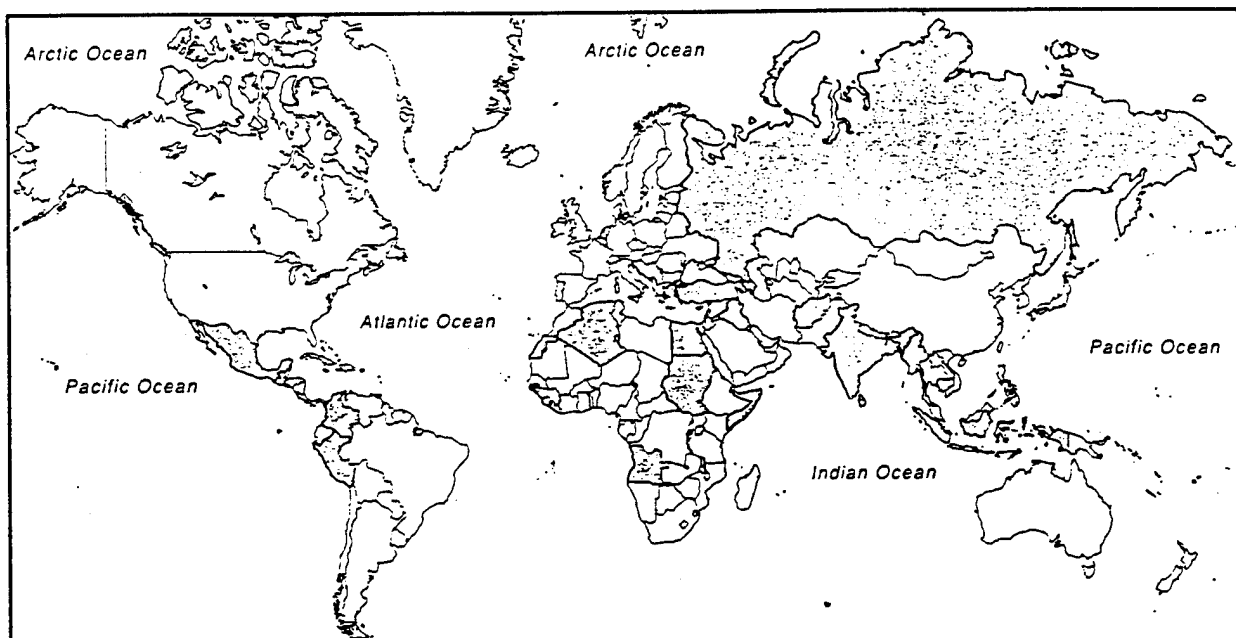 Arctic Ocean
Arctic Ocean
Atlantic Ocean
Pacific Ocean
Pacific Ocean
Indian Ocean